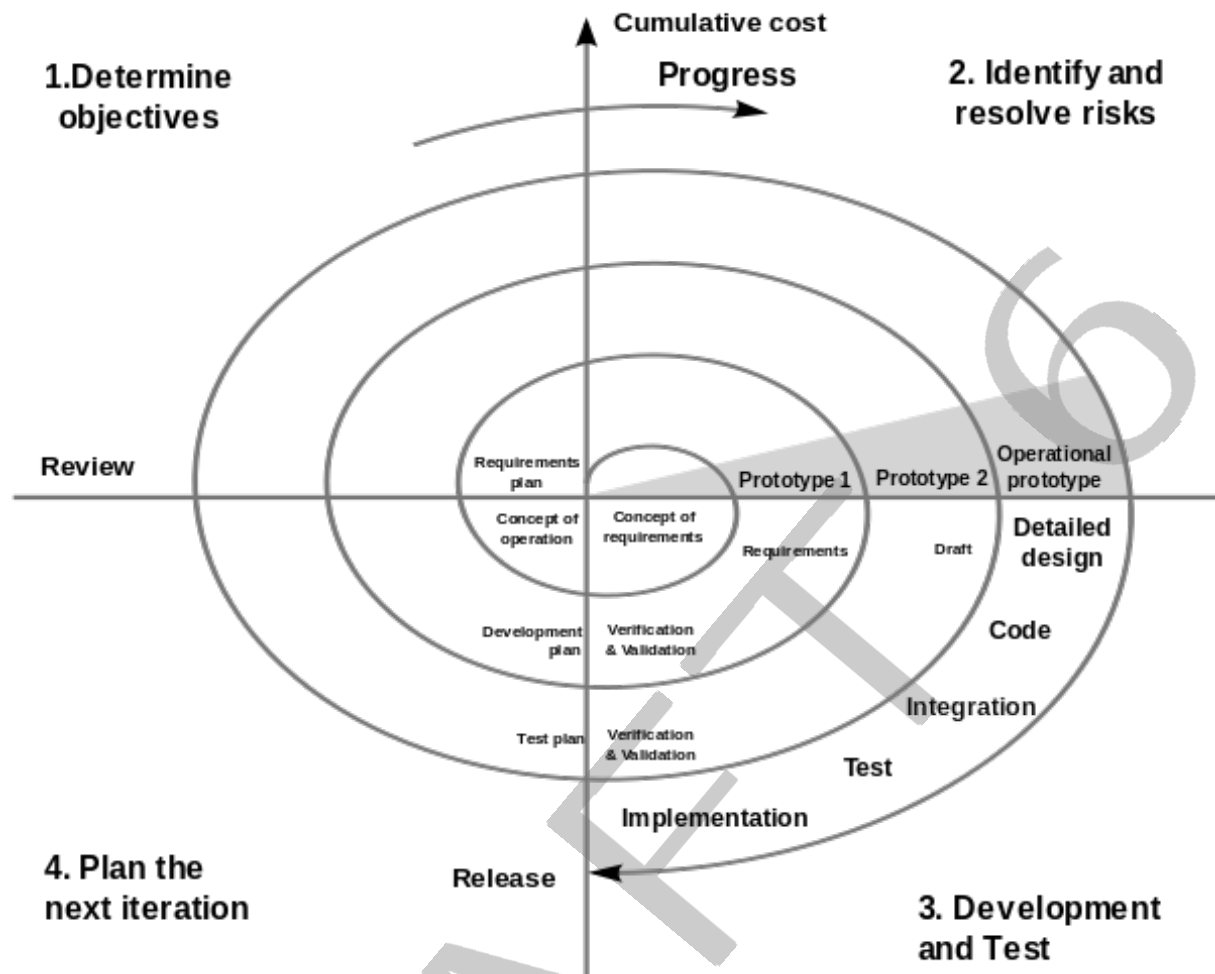 Cumulative cost
Progress
1.Determine
objectives
2. Identify and
resolve risks
Review
Requirements
plan
Prototype 1
Prototype 2
Operational
prototype
Concept of
operation
Concept of
requirements
Requirements
Draft
Detailed
design
Code
Development
plan
Verification
& Validation
Integration
Test plan
Verification
& Validation
Test
Implementation
Release
4. Plan the
next iteration
3. Development
and Test
AFT 6